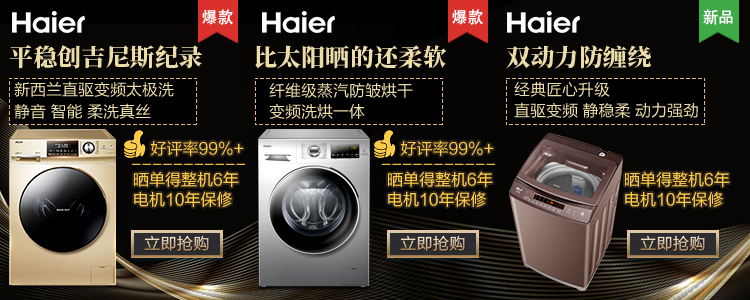 Haier
爆款
平稳创吉尼斯纪录
新西兰直驱变频太极洗
静音 智能 柔洗真丝
好评率99%+
晒单得整机6年
电机10年保修
立即抢购
Haier
爆款
比太阳晒的还柔软
纤维级蒸汽防皱烘干
变频洗烘一体
好评率99%+
晒单得整机6年
电机10年保修
立即抢购
Haier
新品
双动力防缠绕
经典匠心升级
直驱变频 静稳柔 动力强劲
晒单得整机6年
电机10年保修
立即抢购